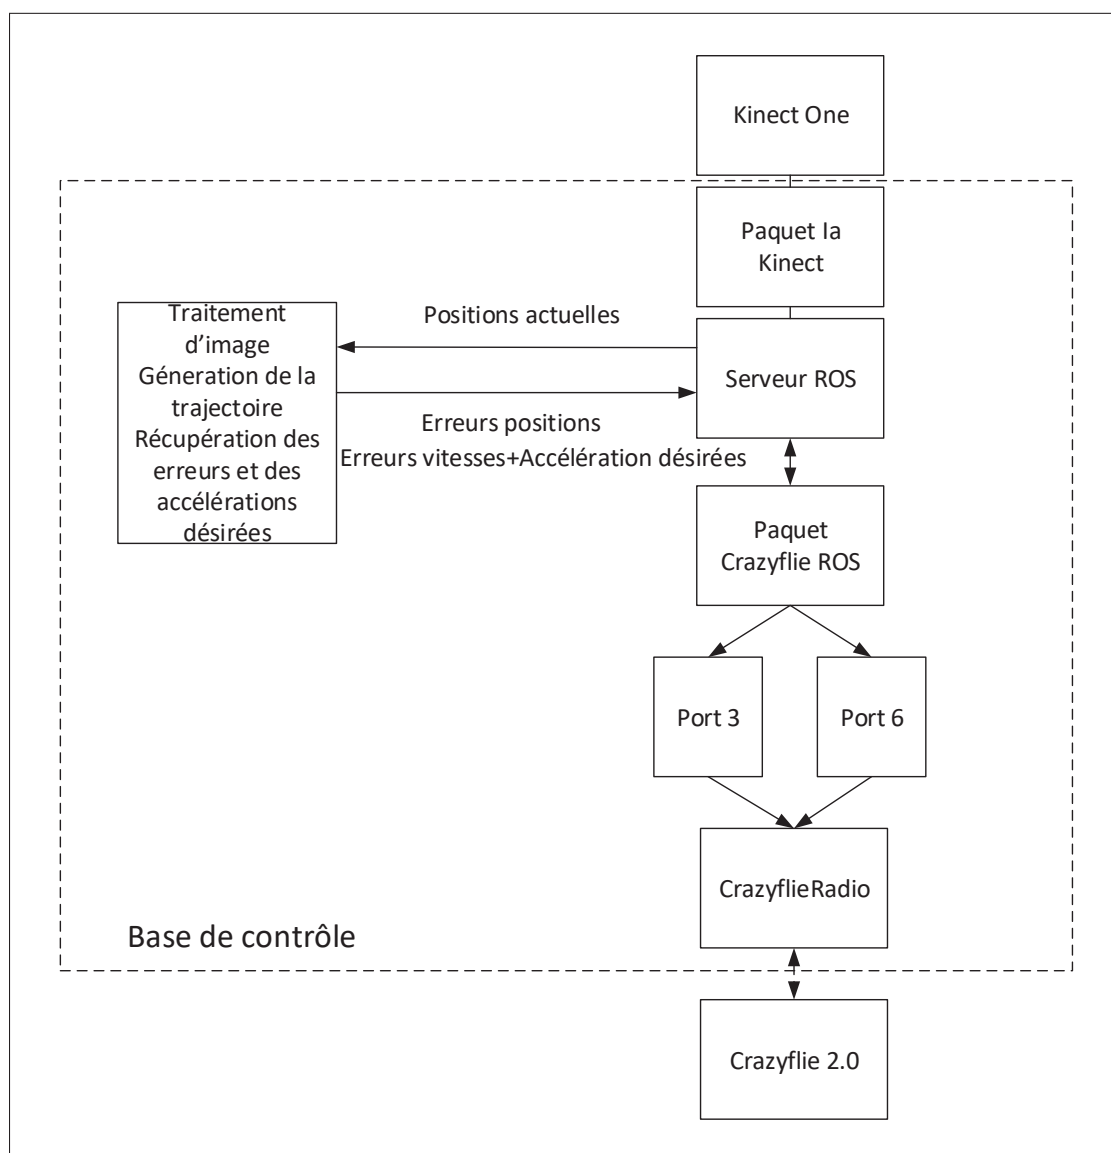 Kinect One
Paquet la
Kinect
Positions actuelles
Traitement
d’image
Géneration de la
trajectoire
Récupération des
erreurs et des
accélérations
désirées
Serveur ROS
Erreurs positions
Erreurs vitesses+Accélération désirées
Paquet
Crazyflie ROS
Port 3
Port 6
CrazyflieRadio
Base de contrôle
Crazyflie 2.0